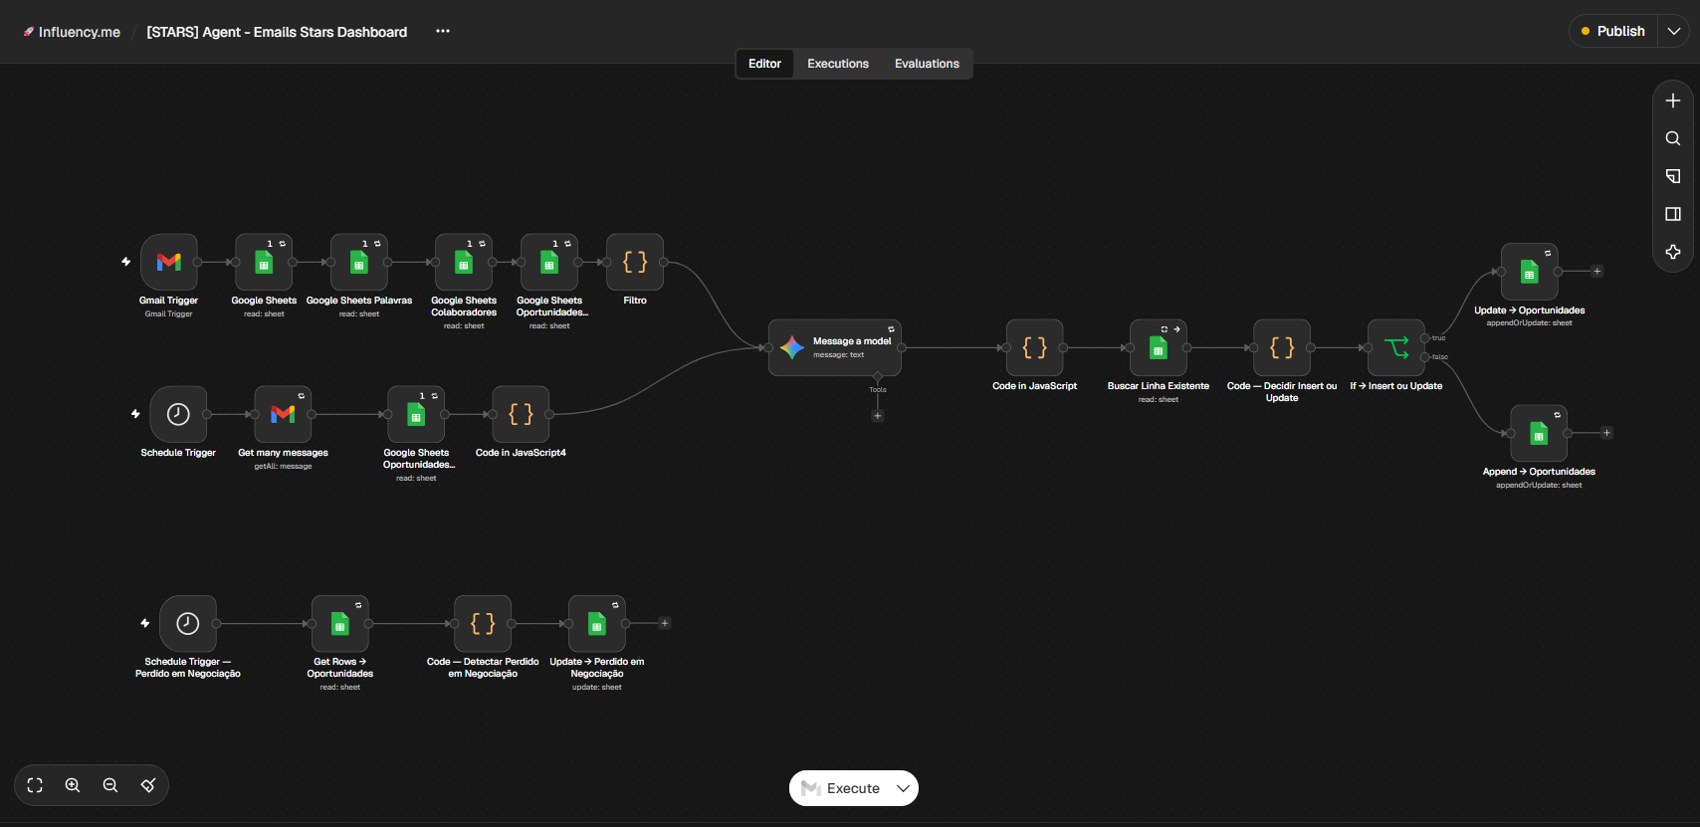 Influency.me / [STARS] Agent - Emails Stars Dashboard
Publish
Editor Executions Evaluations
1
1
1
1
Gmail Trigger
Gmail Trigger
Google Sheets
read: sheet
Google Sheets Palavras
read: sheet
Google Sheets
Colaboradores
read: sheet
Google Sheets
Oportunidades...
read: sheet
Filtro
Message a model
message: text
Tools
Code in JavaScript
Buscar Linha Existente
read: sheet
Code — Decidir Insert ou
Update
If → Insert ou Update
true
false
Update → Oportunidades
appendOrUpdate: sheet
Append → Oportunidades
appendOrUpdate: sheet
Schedule Trigger
Get many messages
getAll: message
1
Google Sheets
Oportunidades...
read: sheet
Code in JavaScript4
Schedule Trigger —
Perdido em Negociação
Get Rows →
Oportunidades
read: sheet
Code — Detectar Perdido
em Negociação
Update → Perdido em
Negociação
update: sheet
Execute